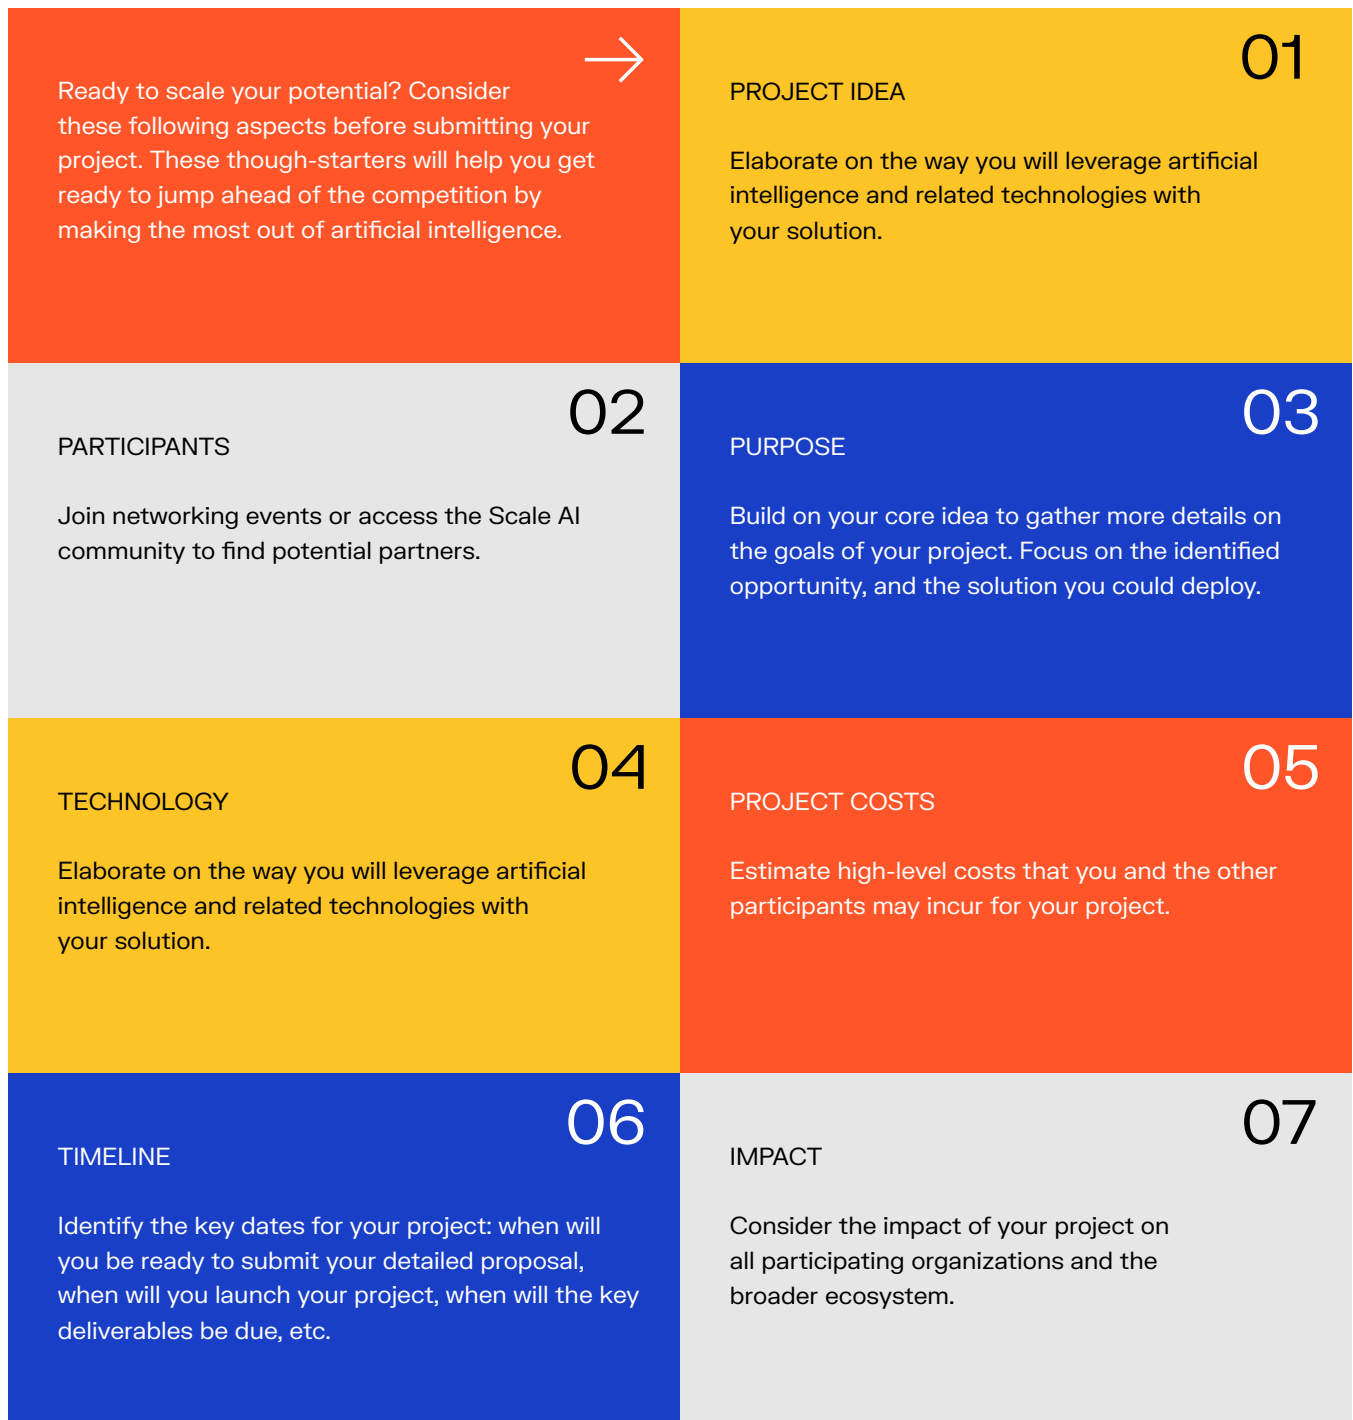 Ready to scale your potential? Consider
these following aspects before submitting your
project. These though-starters will help you get
ready to jump ahead of the competition by
making the most out of artificial intelligence.
01
PROJECT IDEA
Elaborate on the way you will leverage artificial
intelligence and related technologies with
your solution.
02
PARTICIPANTS
Join networking events or access the Scale AI
community to find potential partners.
03
PURPOSE
Build on your core idea to gather more details on
the goals of your project. Focus on the identified
opportunity, and the solution you could deploy.
04
TECHNOLOGY
Elaborate on the way you will leverage artificial
intelligence and related technologies with
your solution.
05
PROJECT COSTS
Estimate high-level costs that you and the other
participants may incur for your project.
06
TIMELINE
Identify the key dates for your project: when will
you be ready to submit your detailed proposal,
when will you launch your project, when will the key
deliverables be due, etc.
07
IMPACT
Consider the impact of your project on
all participating organizations and the
broader ecosystem.